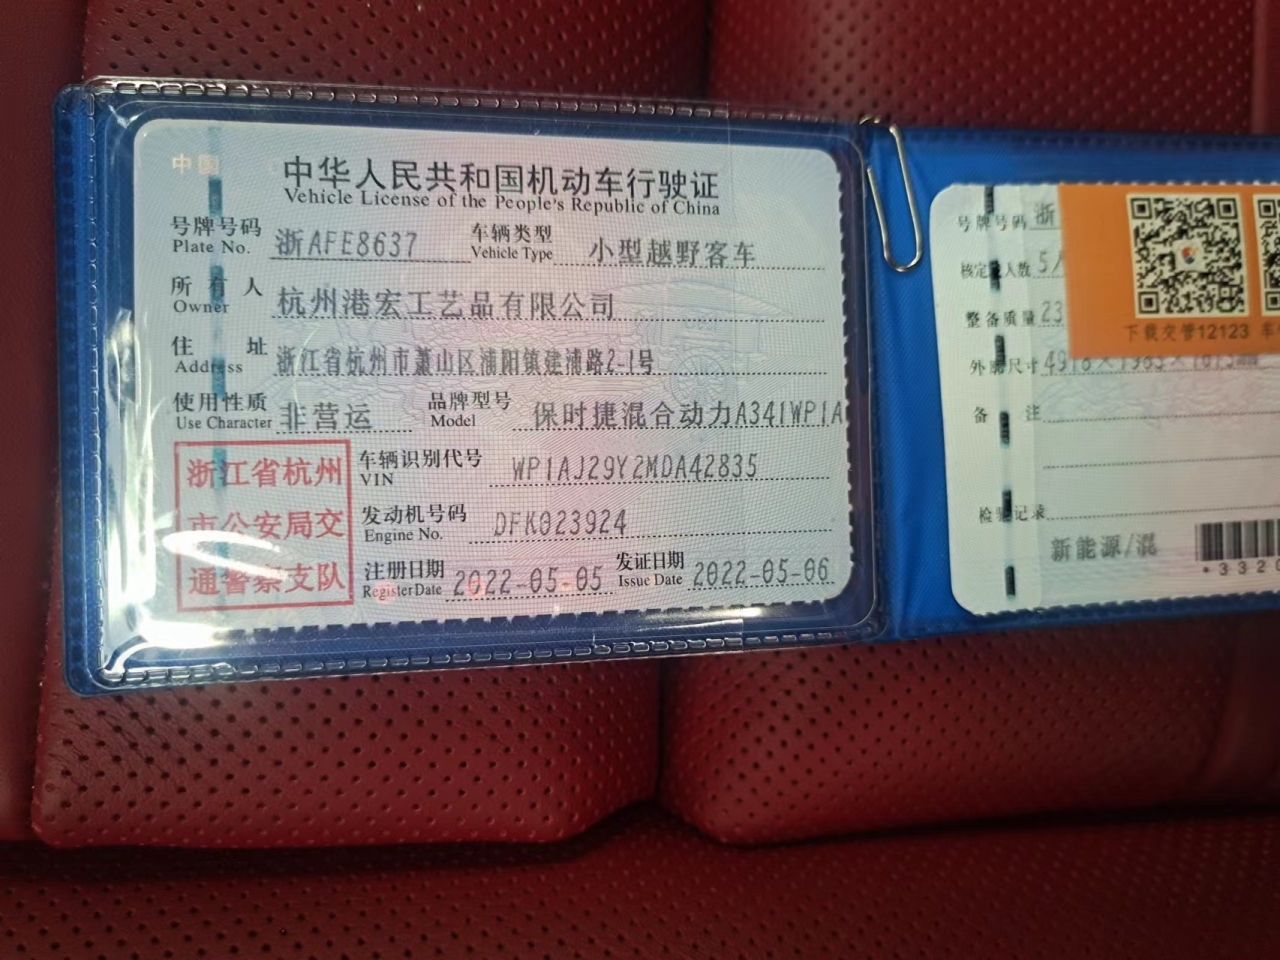 中国
中华人民共和国机动车行驶证
Vehicle License of the People's Republic of China
号牌号码 浙AFE8637 车辆类型 小型越野客车
Plate No. Vehicle Type
所有人 杭州港宏工艺品有限公司
Owner
住址 浙江省杭州市萧山区浦阳镇建浦路2-1号
Address
使用性质 非营运 品牌型号 保时捷混合动力A341WP1A
Use Character Model
浙江省杭州
市公安局交
通警察支队
车辆识别代号 WP1AJ29Y2MDA42835
VIN
发动机号码 DFK023924
Engine No.
注册日期 2022-05-05 发证日期 2022-05-06
Register Date Issue Date
号牌号码 浙
核定载人数 5人
整备质量 23
外廓尺寸 4918×1983×1673mm
备注
检验记录
新能源/混
*3320
下载交管12123